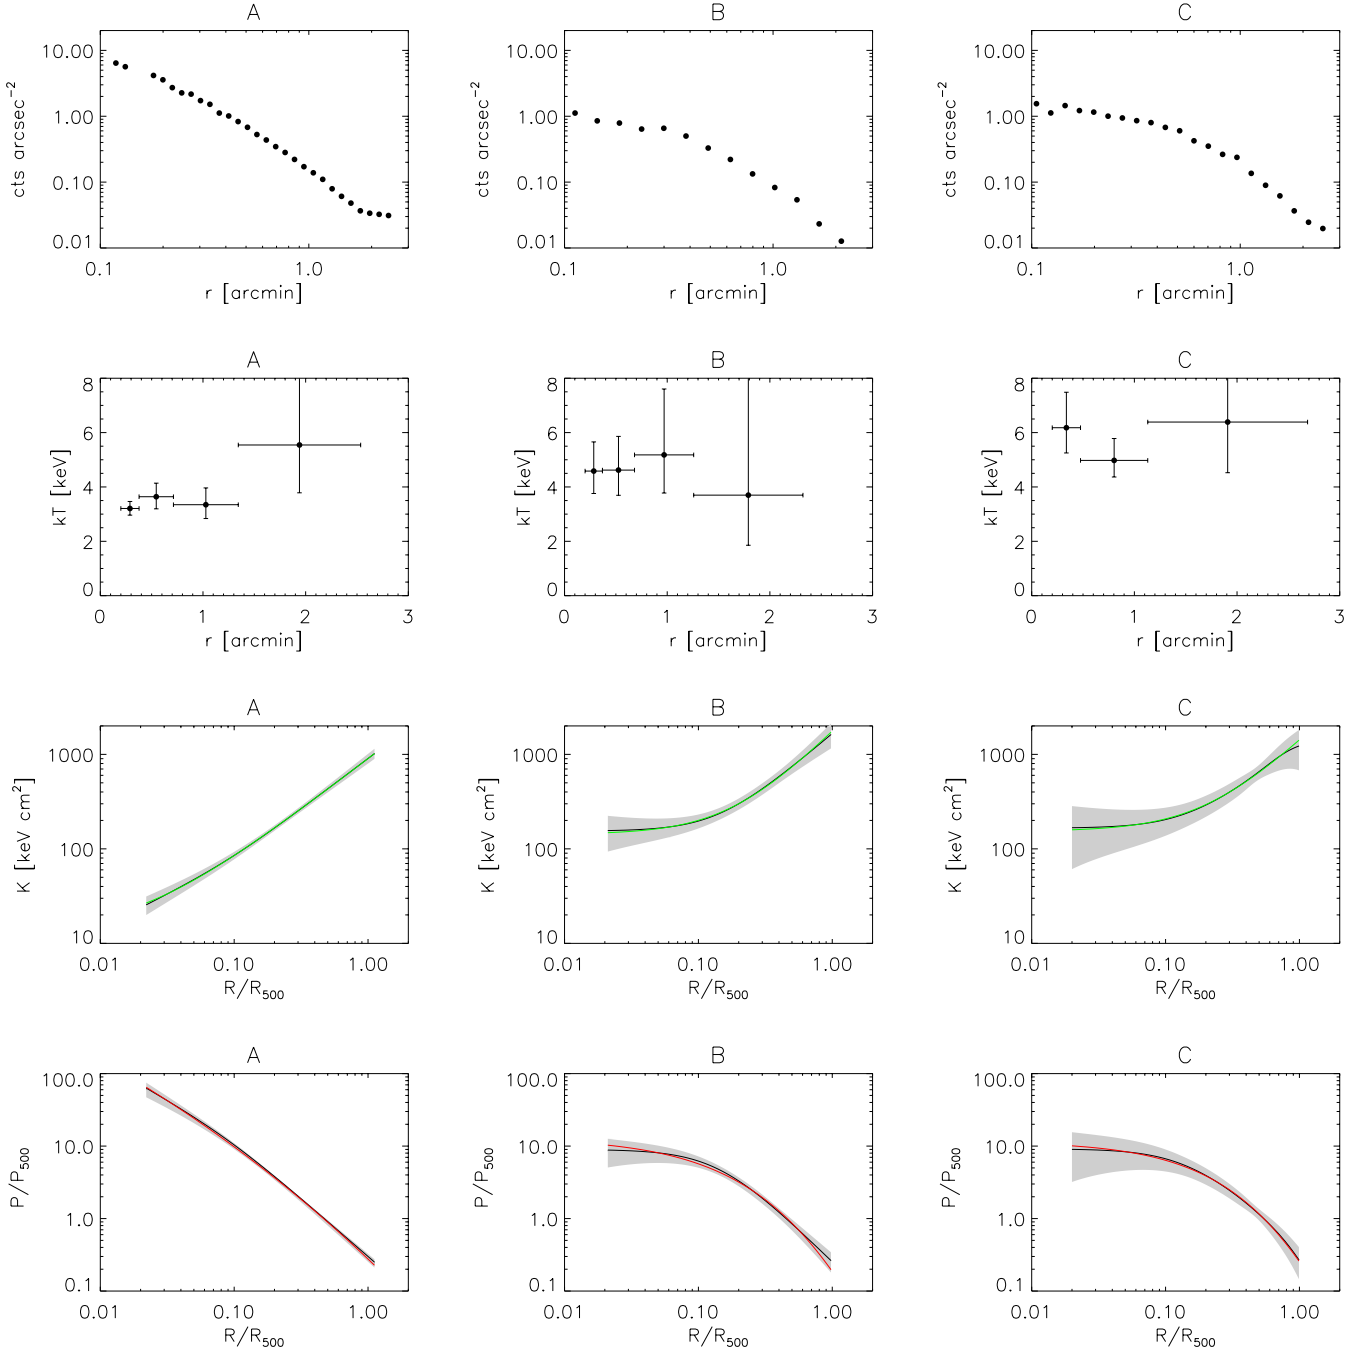 A
B
C
cts arcsec⁻²
10.00
1.00
0.10
0.01
0.1
1.0
r [arcmin]
cts arcsec⁻²
10.00
1.00
0.10
0.01
0.1
1.0
r [arcmin]
cts arcsec⁻²
10.00
1.00
0.10
0.01
0.1
1.0
r [arcmin]
A
B
C
kT [keV]
8
6
4
2
0
0
1
2
3
r [arcmin]
kT [keV]
8
6
4
2
0
0
1
2
3
r [arcmin]
kT [keV]
8
6
4
2
0
0
1
2
3
r [arcmin]
A
B
C
K [keV cm²]
1000
100
10
0.01
0.10
1.00
R/R₅₀₀
K [keV cm²]
1000
100
10
0.01
0.10
1.00
R/R₅₀₀
K [keV cm²]
1000
100
10
0.01
0.10
1.00
R/R₅₀₀
A
B
C
P/P₅₀₀
100.0
10.0
1.0
0.1
0.01
0.10
1.00
R/R₅₀₀
P/P₅₀₀
100.0
10.0
1.0
0.1
0.01
0.10
1.00
R/R₅₀₀
P/P₅₀₀
100.0
10.0
1.0
0.1
0.01
0.10
1.00
R/R₅₀₀